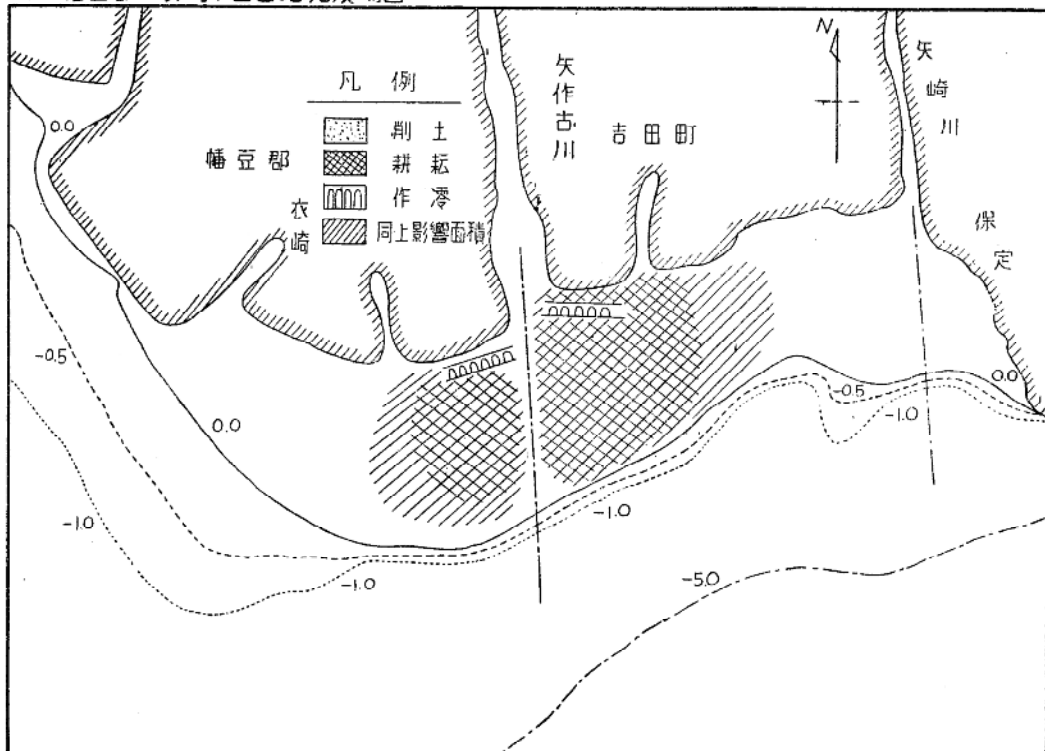 N
凡例
削土
耕耘
作澪
同上影響面積
幡豆郡
衣崎
矢作古川
吉田町
矢崎川
保定
0.0
-0.5
-1.0
0.0
-1.0
-1.0
-5.0
-0.5
-1.0
0.0